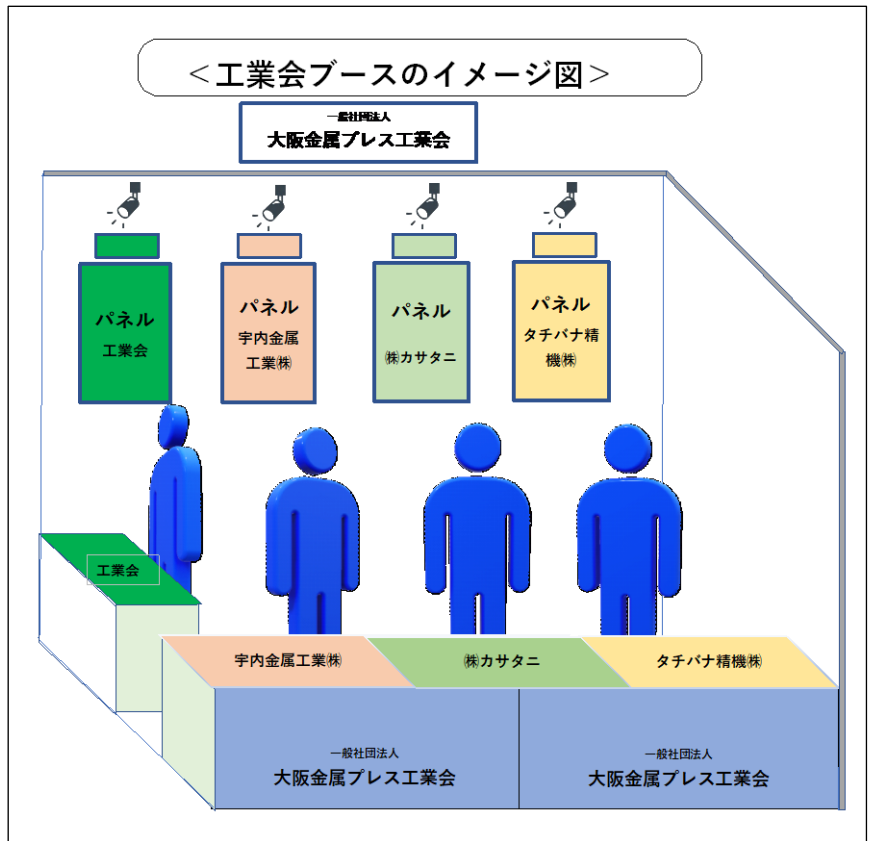 ＜工業会ブースのイメージ図＞
一般社団法人
大阪金属プレス工業会
パネル
工業会
パネル
宇内金属
工業㈱
パネル
㈱カサタニ
パネル
タチバナ精
機㈱
工業会
宇内金属工業㈱
㈱カサタニ
タチバナ精機㈱
一般社団法人
大阪金属プレス工業会
一般社団法人
大阪金属プレス工業会